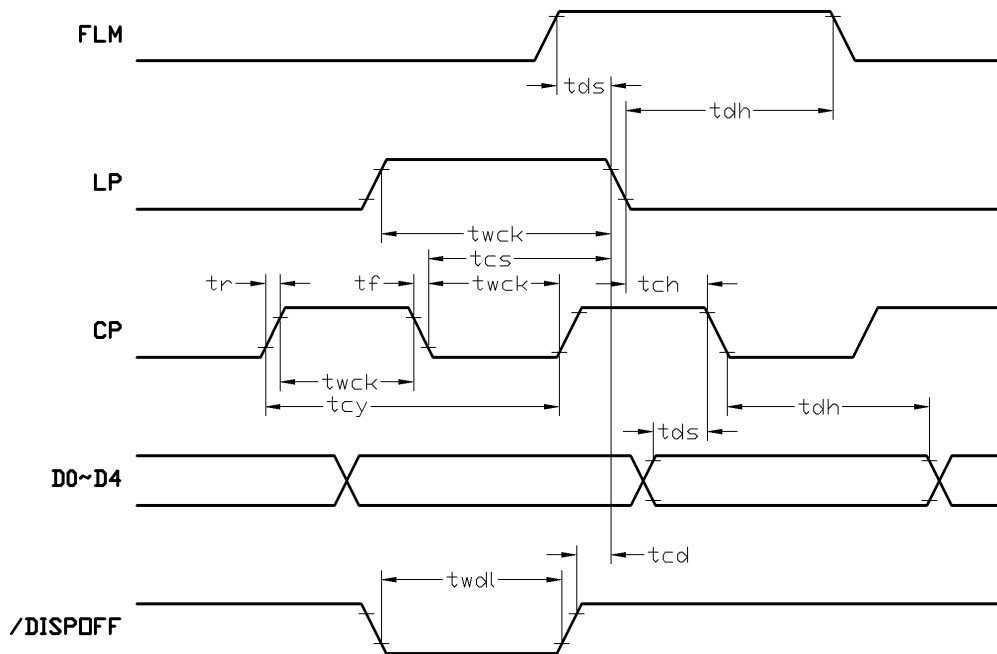 FLM
tds
tdh
LP
twck
tcs
tr
tf
twck
tch
CP
twck
tcy
tdh
tds
D0~D4
tcd
twdl
/DISPOFF